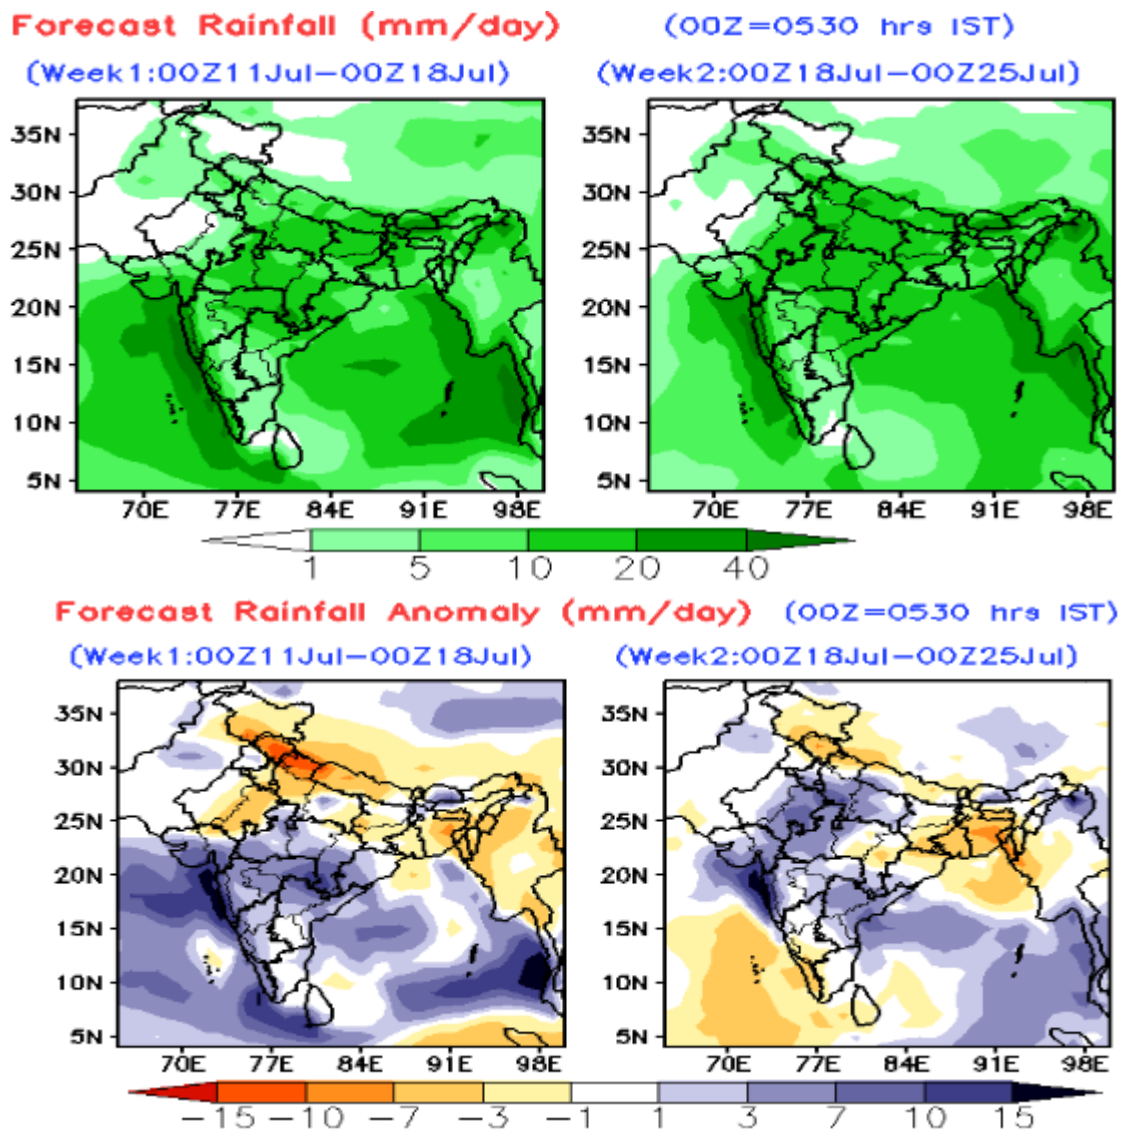 Forecast Rainfall (mm/day) (00Z=0530 hrs IST)
(Week1:00Z11Jul−00Z18Jul) (Week2:00Z18Jul−00Z25Jul)
35N 35N
30N 30N
25N 25N
20N 20N
15N 15N
10N 10N
5N 5N
70E 77E 84E 91E 98E 70E 77E 84E 91E 98E
1 5 10 20 40
Forecast Rainfall Anomaly (mm/day) (00Z=0530 hrs IST)
(Week1:00Z11Jul−00Z18Jul) (Week2:00Z18Jul−00Z25Jul)
35N 35N
30N 30N
25N 25N
20N 20N
15N 15N
10N 10N
5N 5N
70E 77E 84E 91E 98E 70E 77E 84E 91E 98E
−15 −10 −7 −3 −1 1 3 7 10 15